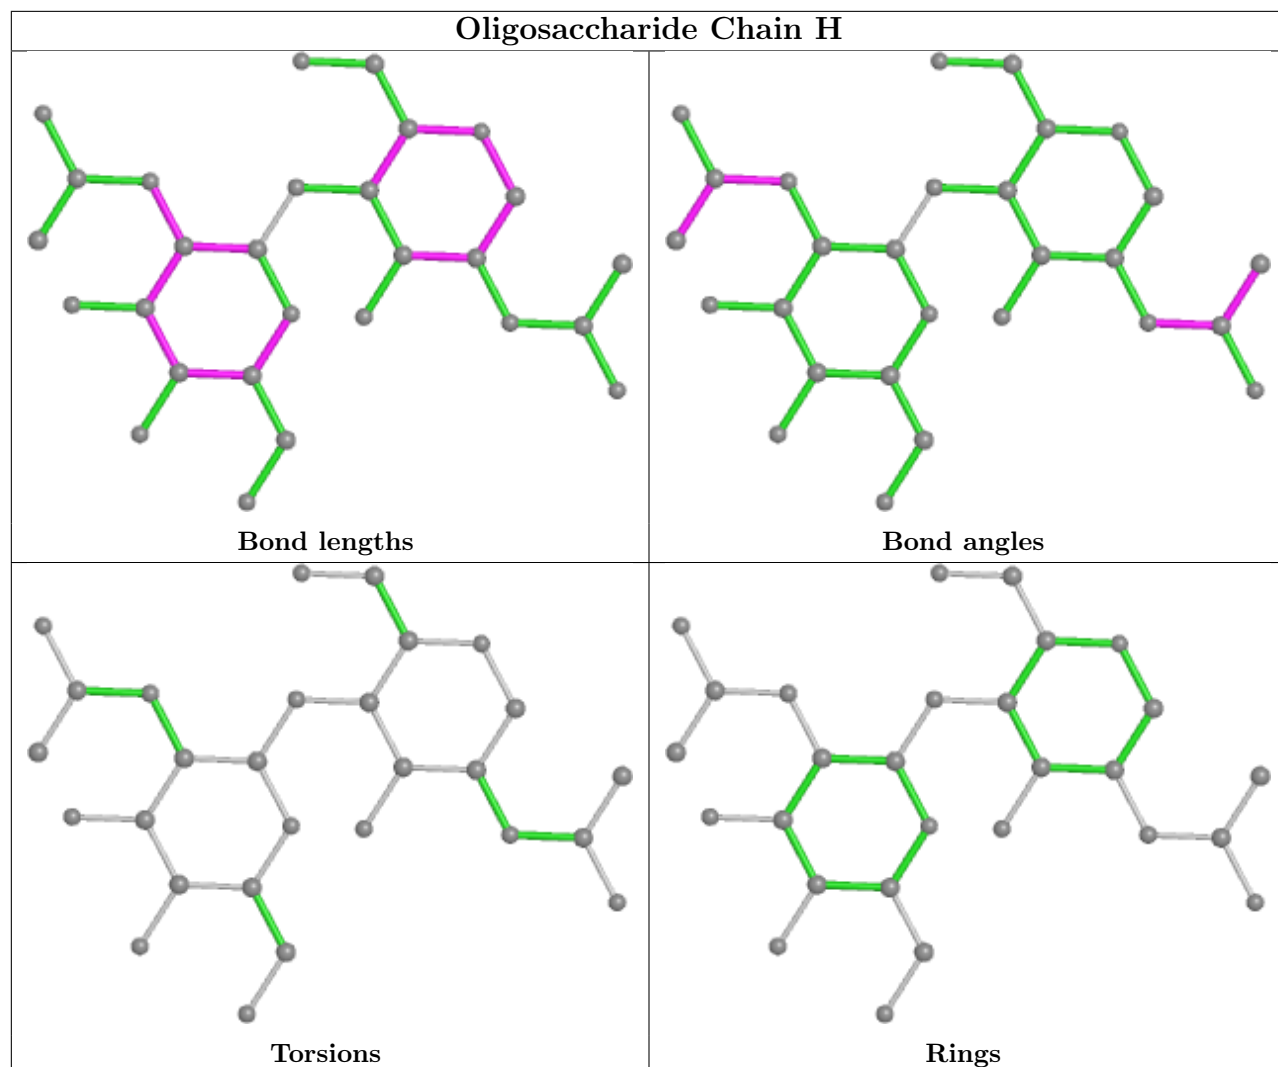 Oligosaccharide Chain H
Bond lengths
Bond angles
Torsions
Rings